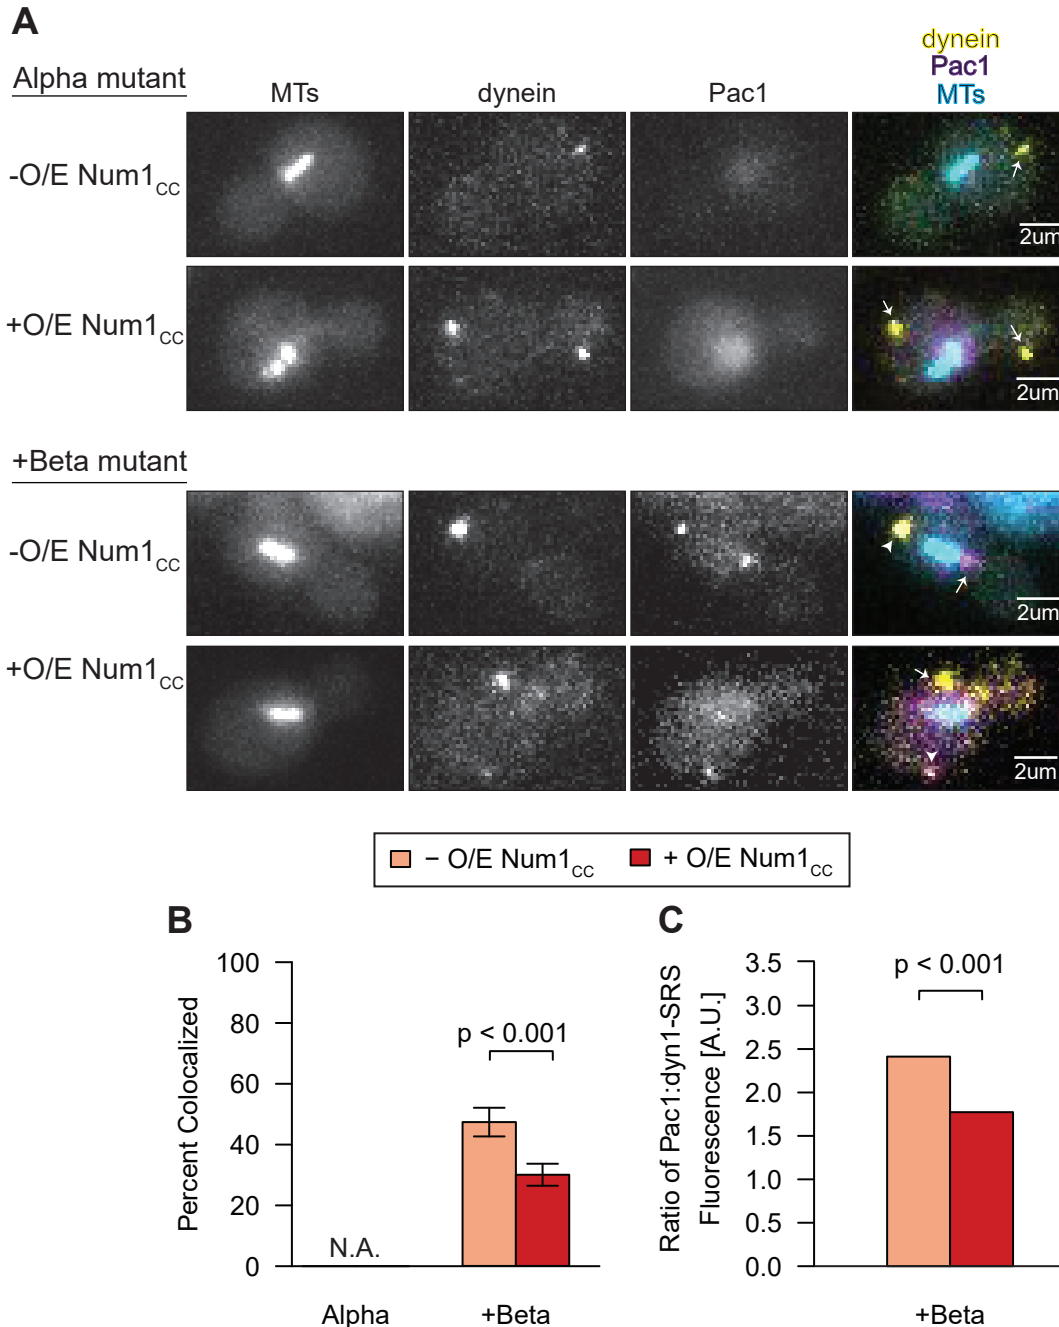 A
dynein
Pac1
MTs
Alpha mutant
MTs
dynein
Pac1
-O/E Num1CC
2um
+O/E Num1CC
2um
+Beta mutant
-O/E Num1CC
2um
+O/E Num1CC
2um
− O/E Num1CC
+ O/E Num1CC
B
Percent Colocalized
100
80
60
40
20
0
p < 0.001
N.A.
Alpha
+Beta
C
Ratio of Pac1:dyn1-SRS
Fluorescence [A.U.]
3.5
3.0
2.5
2.0
1.5
1.0
0.5
0.0
p < 0.001
+Beta